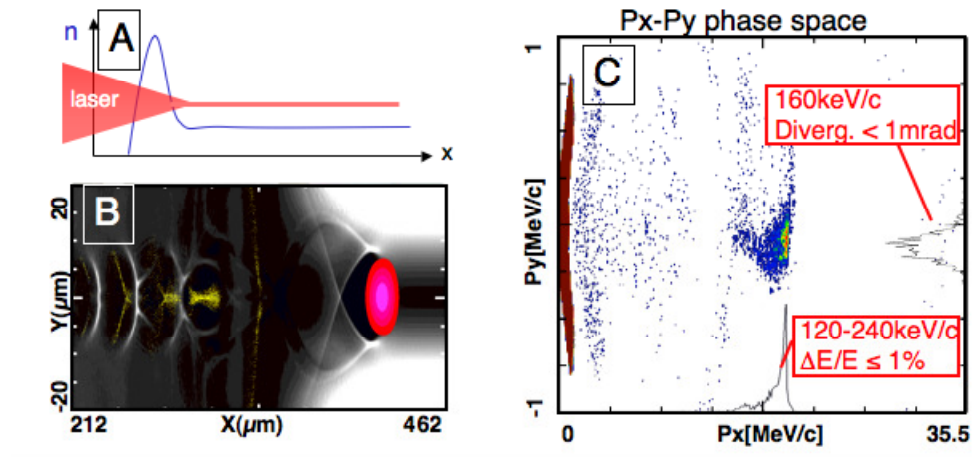 n
A
laser
x
B
20
Y(μm)
-20
212
X(μm)
462
Px-Py phase space
C
1
Py[MeV/c]
-1
160keV/c
Diverg. < 1mrad
120-240keV/c
ΔE/E ≤ 1%
0
Px[MeV/c]
35.5